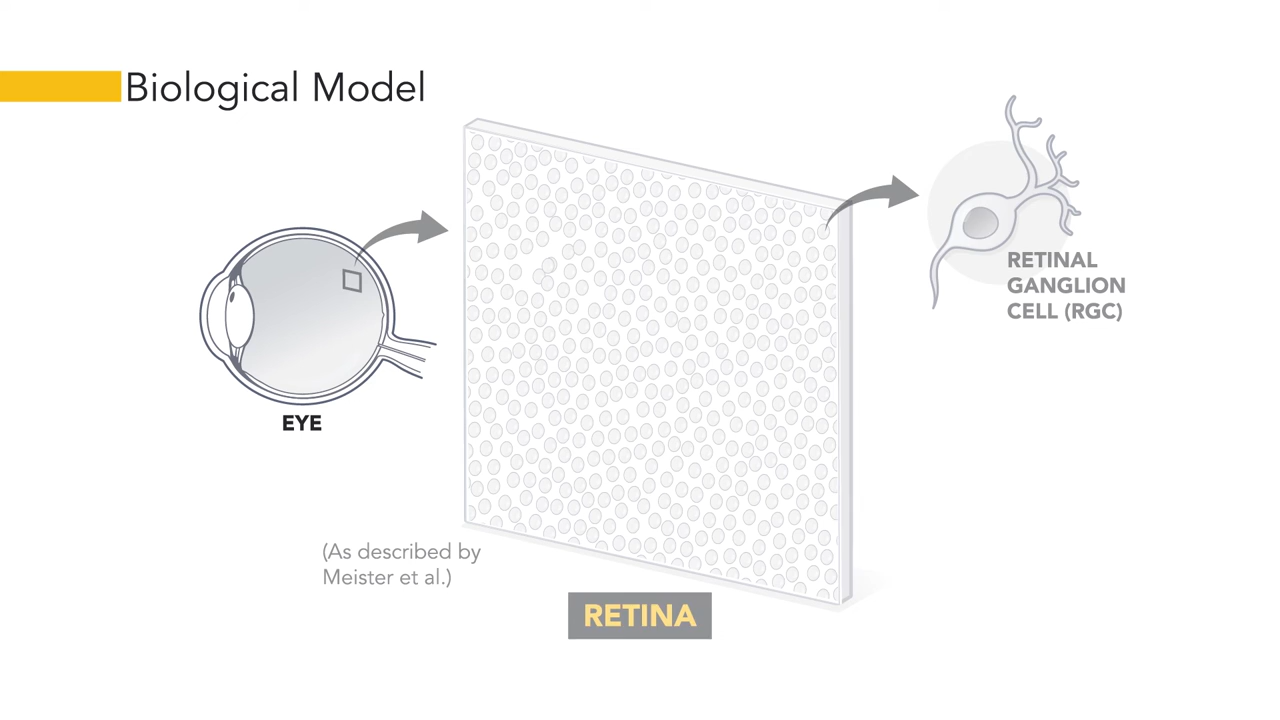 Biological Model
EYE
(As described by
Meister et al.)
RETINA
RETINAL
GANGLION
CELL (RGC)